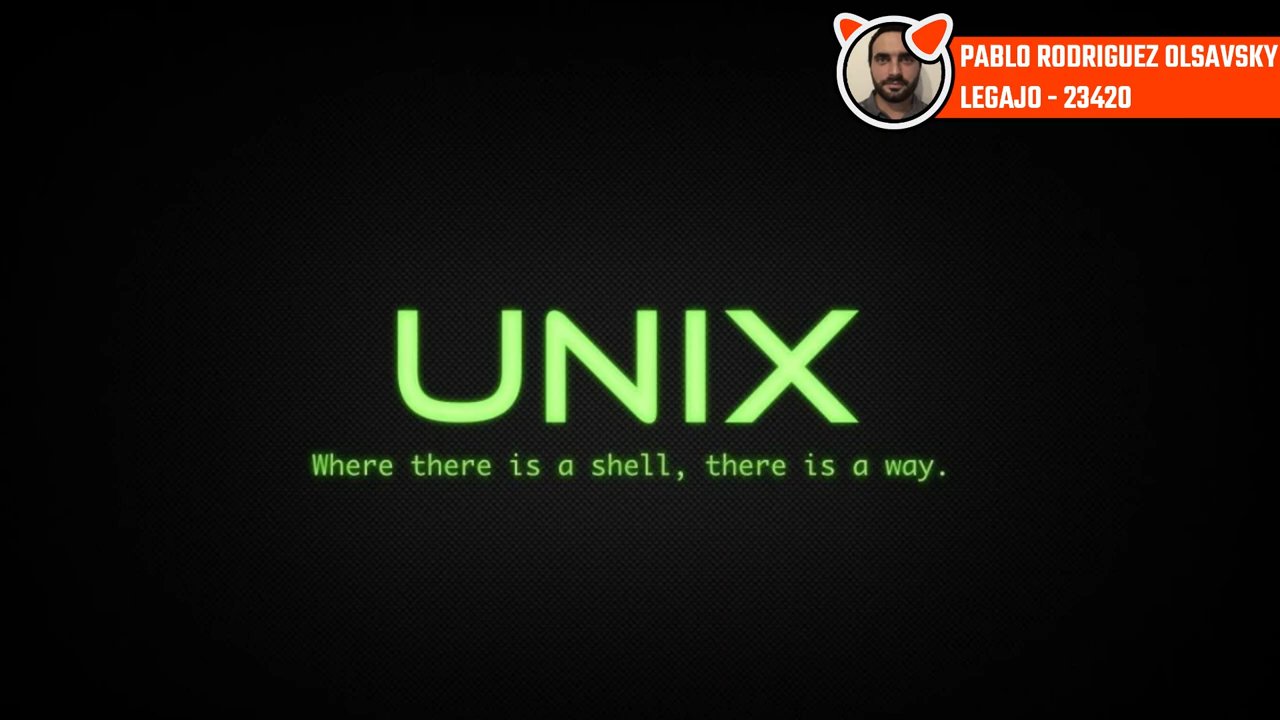 PABLO RODRIGUEZ OLSAVSKY
LEGAJO - 23420
UNIX
Where there is a shell, there is a way.